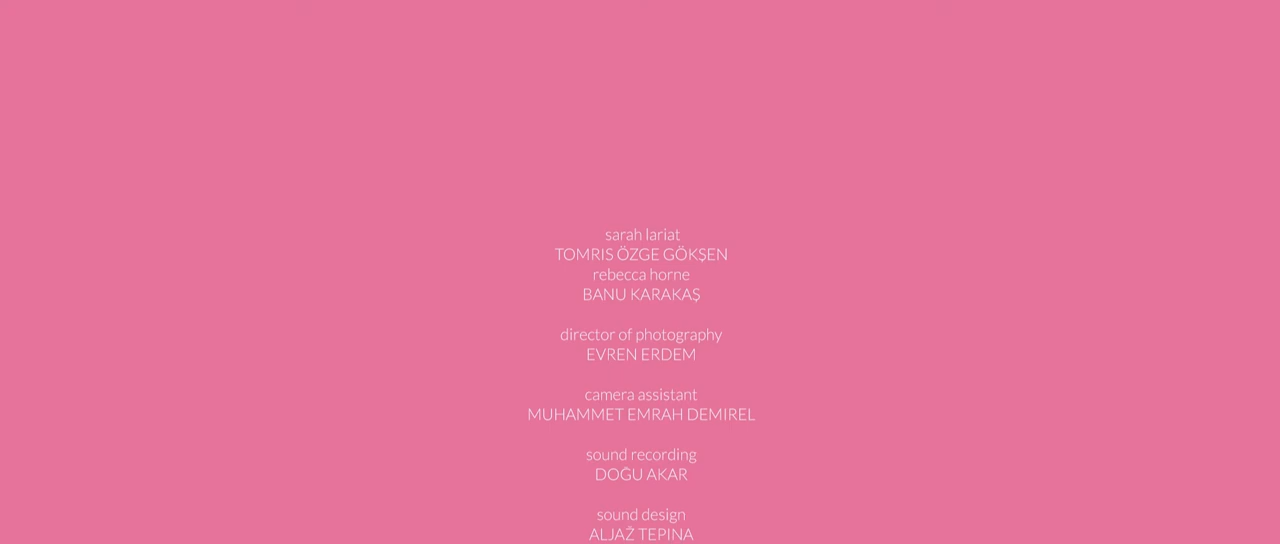 sarah lariat
TOMRIS ÖZGE GÖKŞEN
rebecca horne
BANU KARAKAŞ
director of photography
EVREN ERDEM
camera assistant
MUHAMMET EMRAH DEMIREL
sound recording
DOĞU AKAR
sound design
ALJAŽ TEPINA